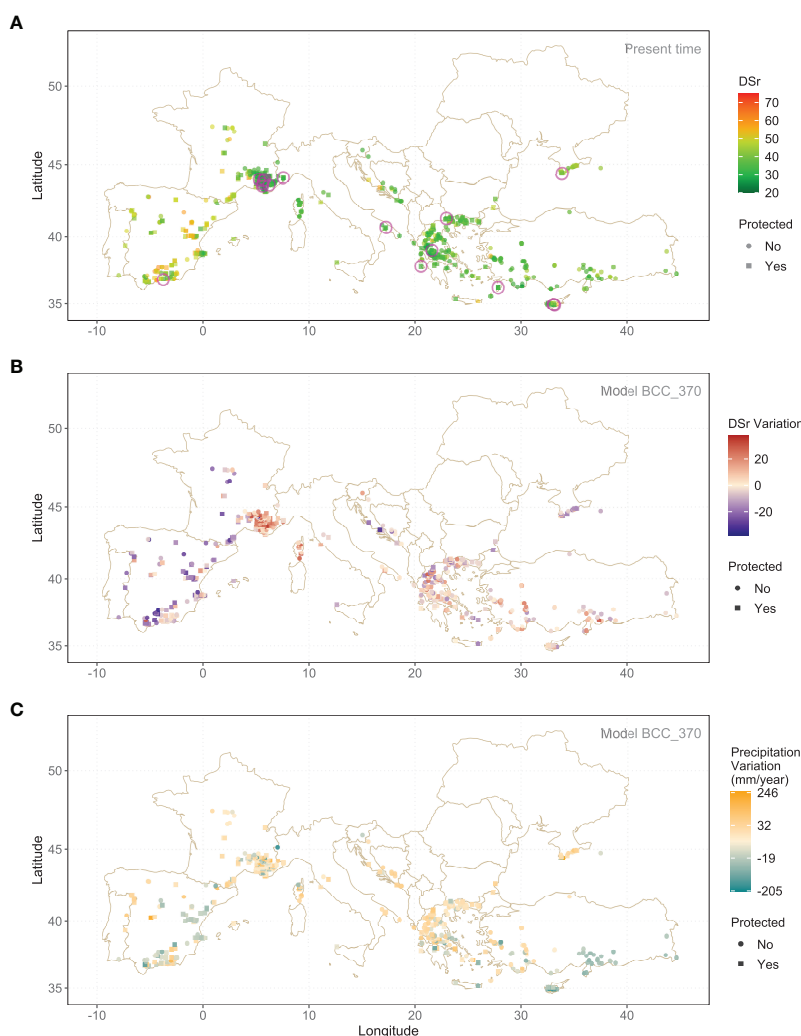 A
Present time
50
45
40
35
Latitude
-10
0
10
20
30
40
DSr
70
60
50
40
30
20
Protected
No
Yes
B
Model BCC_370
50
45
40
35
Latitude
-10
0
10
20
30
40
DSr Variation
20
0
-20
Protected
No
Yes
C
Model BCC_370
50
45
40
35
Latitude
-10
0
10
20
30
40
Longitude
Precipitation
Variation
(mm/year)
246
32
-19
-205
Protected
No
Yes